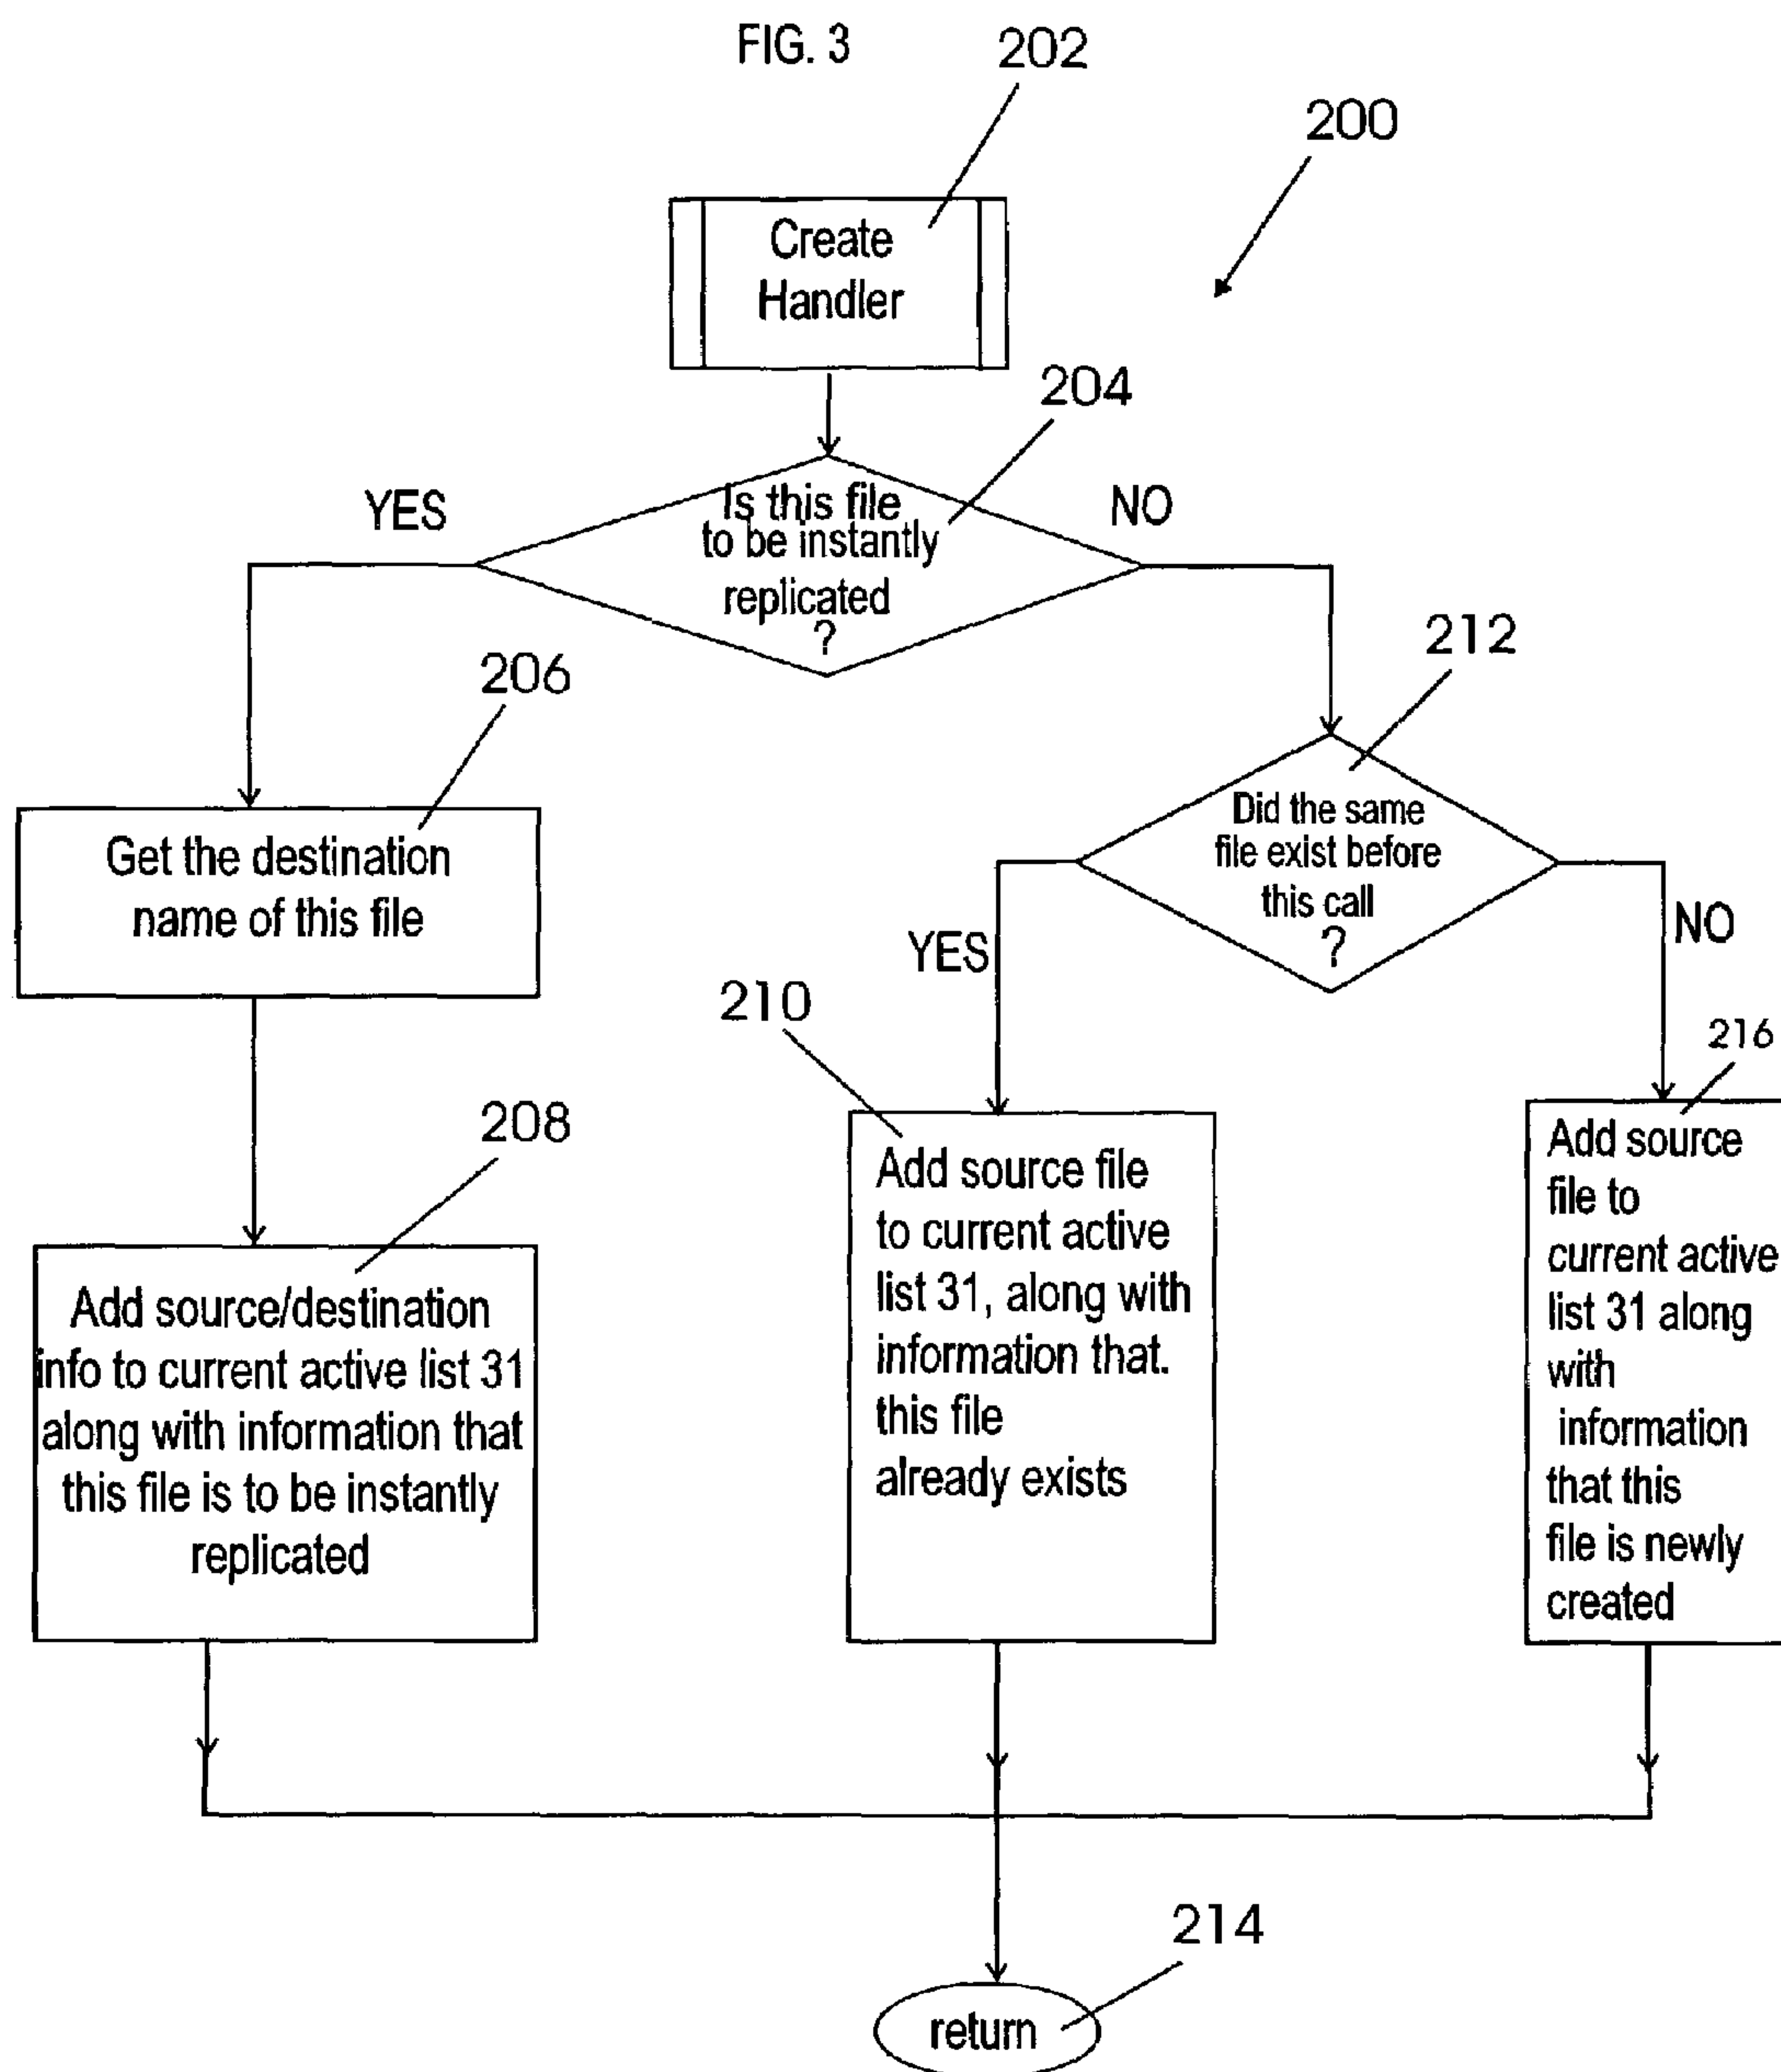 FIG. 3
202
200
Create
Handler
204
YES
Is this file
to be instantly
replicated
?
NO
212
206
Did the same
file exist before
this call
?
Get the destination
name of this file
YES
NO
210
216
208
Add source/destination
info to current active list 31
along with information that
this file is to be instantly
replicated
Add source file
to current active
list 31, along with
information that.
this file
already exists
Add source
file to
current active
list 31 along
with
information
that this
file is newly
created
214
return